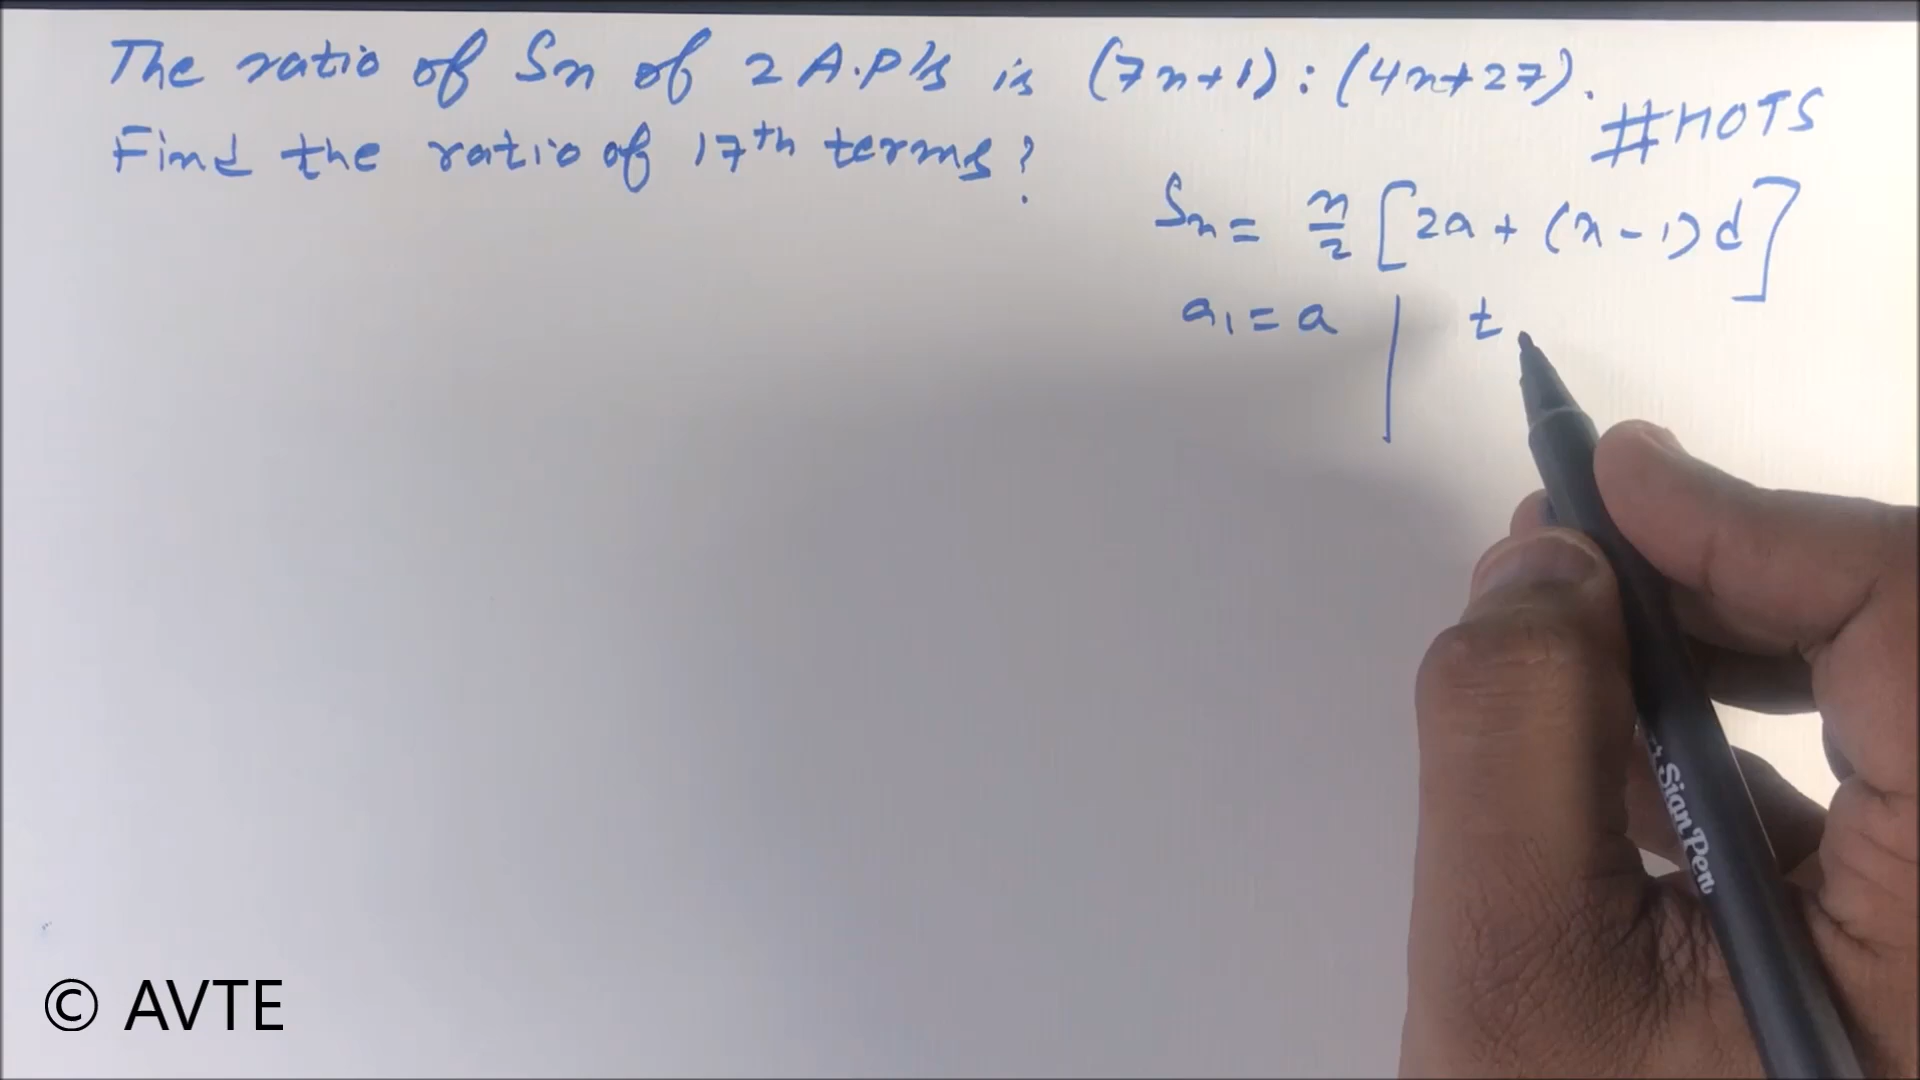 The ratio of Sn of 2 A.P's is (7n+1) : (4n+27).
Find the ratio of 17th terms?
#HOTS
Sn = n/2 [2a + (n-1)d]
a1 = a | t
Sign Pen
© AVTE